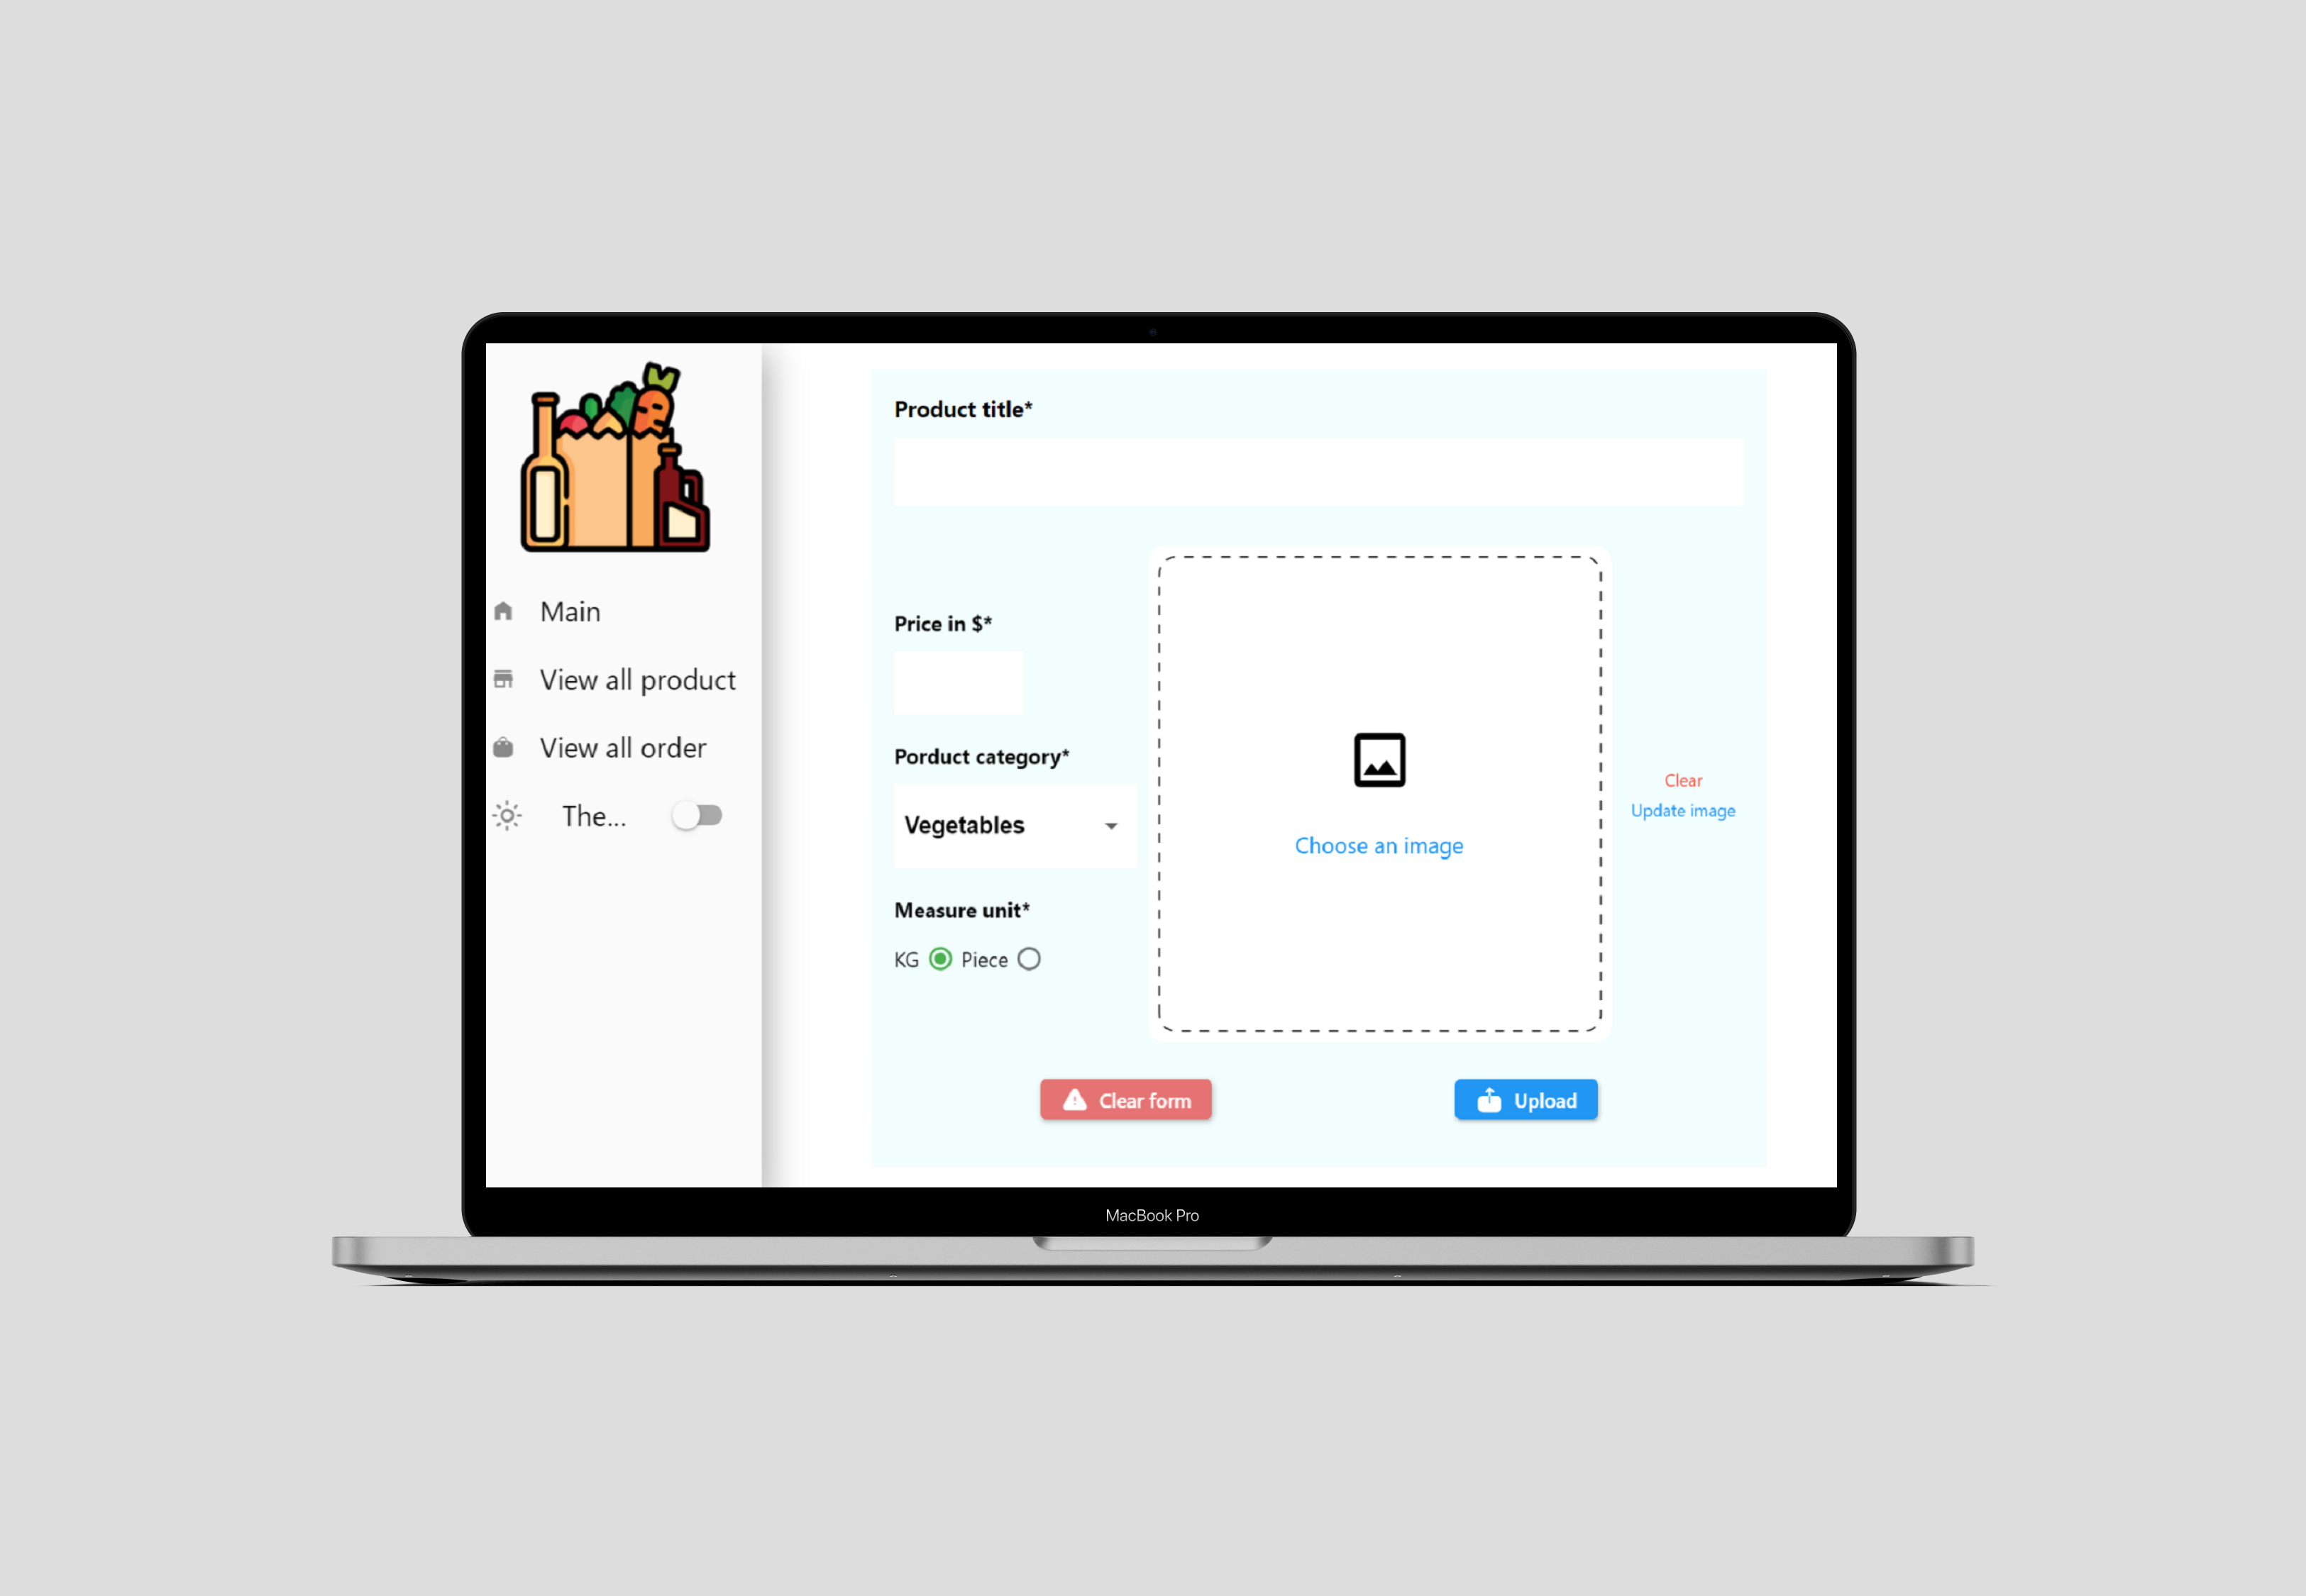 Main
View all product
View all order
The...
Product title*
Price in $*
Porduct category*
Vegetables
Measure unit*
KG Piece
Choose an image
Clear
Update image
Clear form
Upload
MacBook Pro